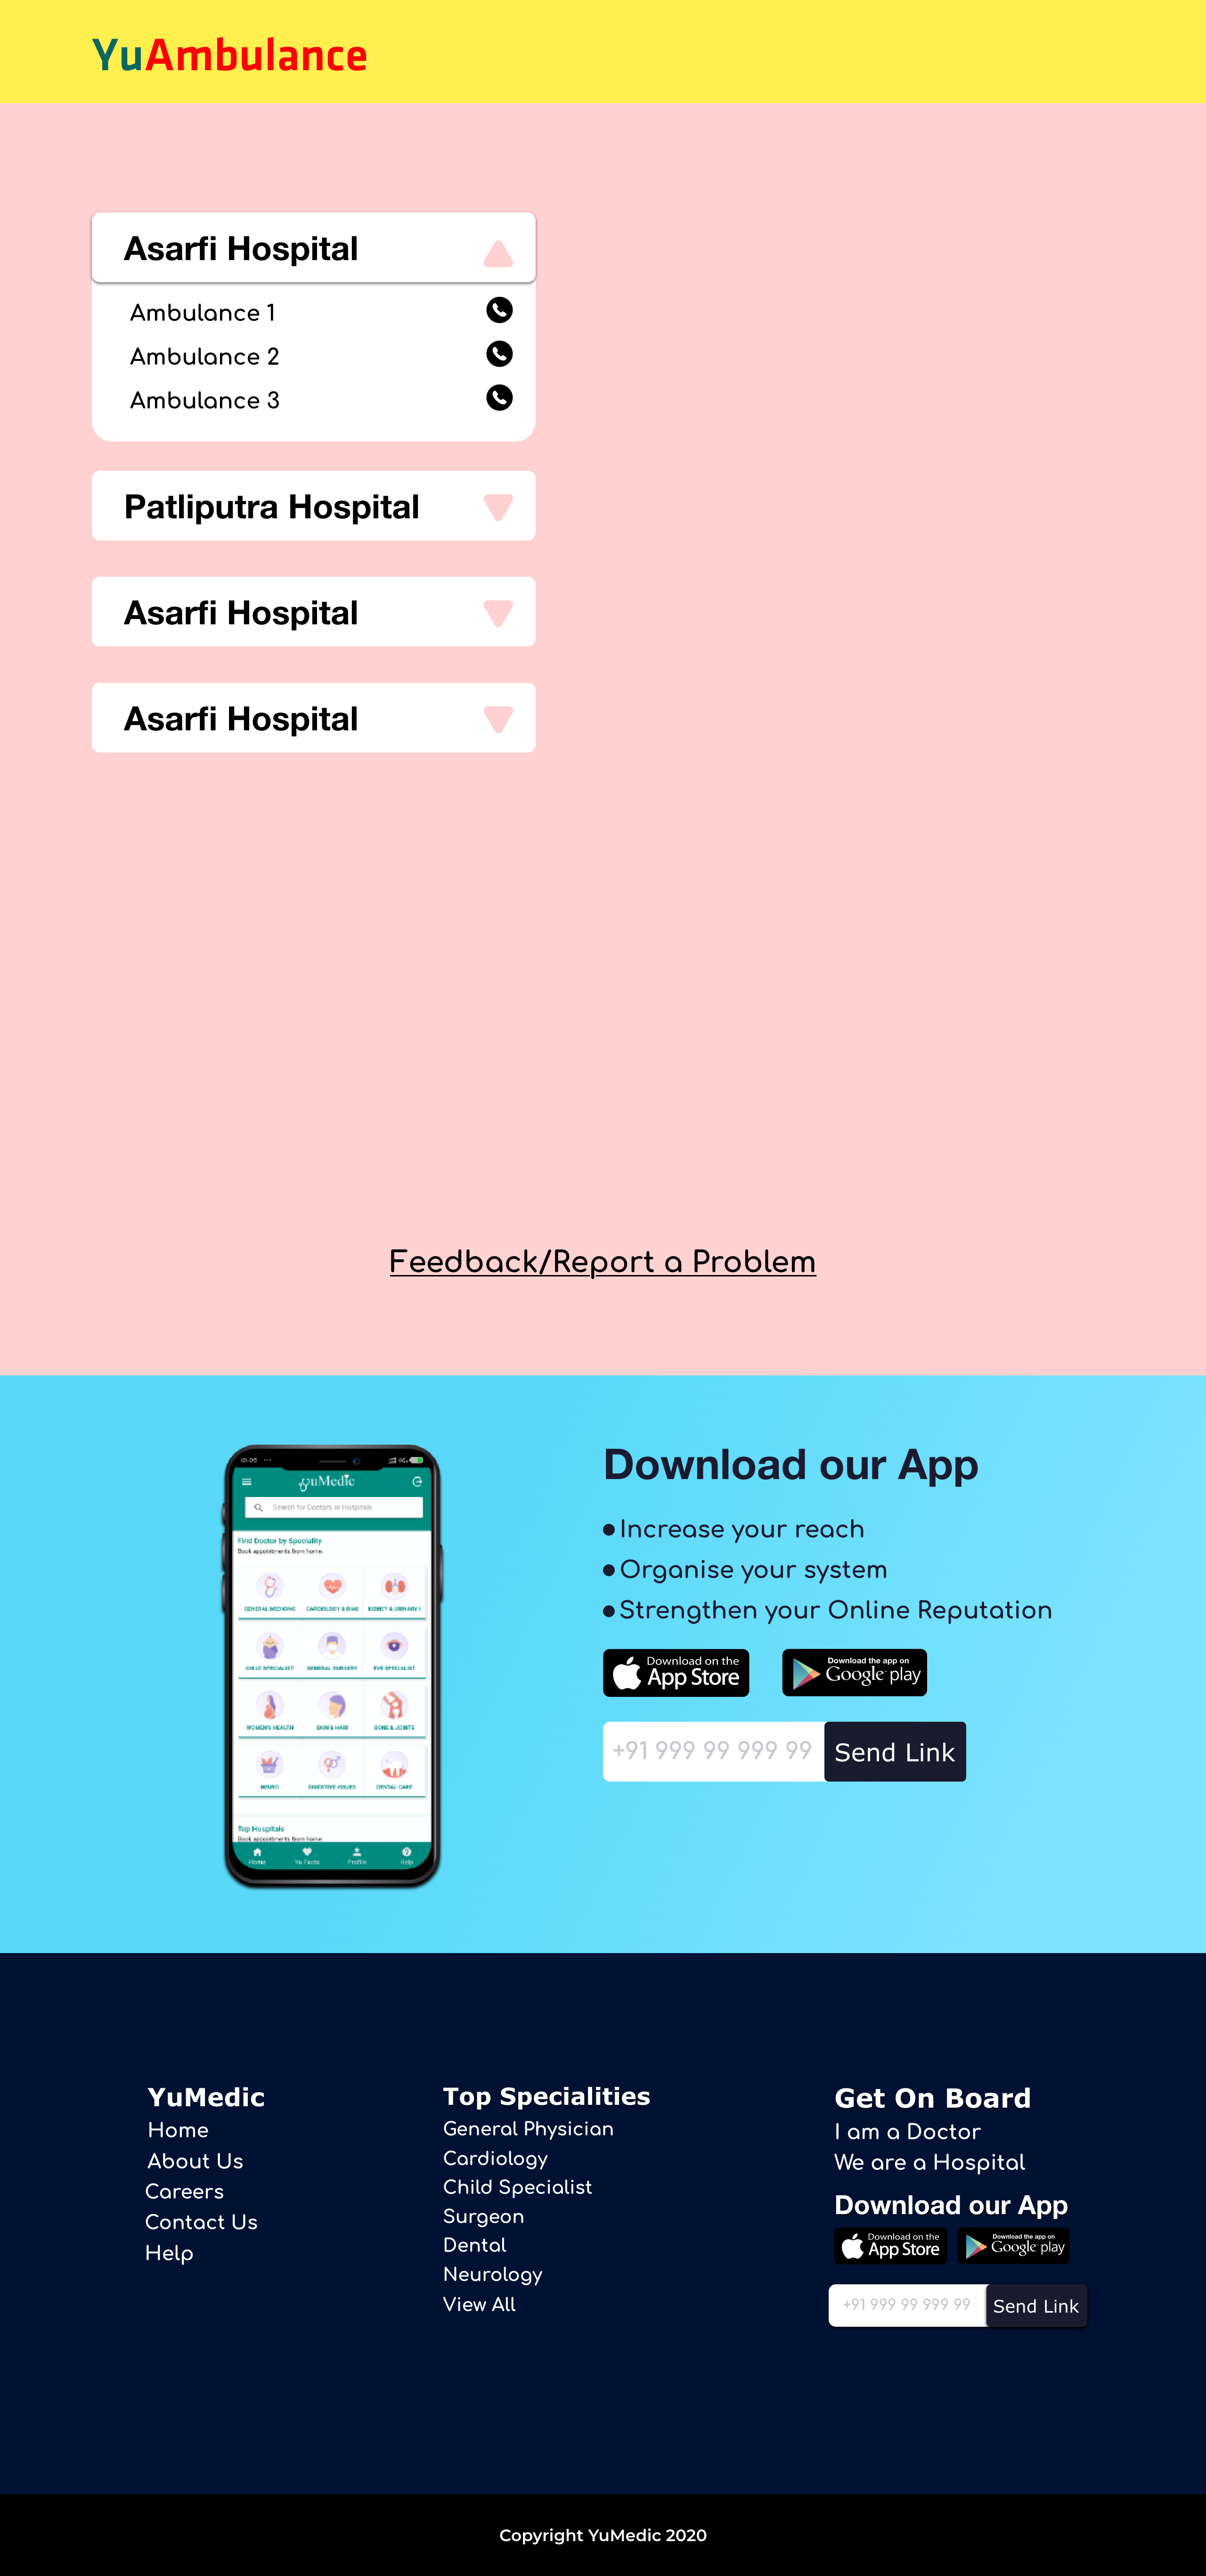 YuAmbulance
Asarfi Hospital
Ambulance 1
Ambulance 2
Ambulance 3
Patliputra Hospital
Asarfi Hospital
Asarfi Hospital
Feedback/Report a Problem
yuMedic
Search for Doctors or Hospitals
Find Doctor by Speciality
Book appointments from home.
GENERAL MEDICINE CARDIOLOGY & DIAB KIDNEY & URINARY
CHILD SPECIALIST GENERAL SURGERY EYE SPECIALIST
WOMEN'S HEALTH SKIN & HAIR BONE & JOINTS
NEURO DIGESTIVE ISSUES DENTAL CARE
Top Hospitals
Book appointments from home
Home Yu Facts Profile Help
Download our App
Increase your reach
Organise your system
Strengthen your Online Reputation
Download on the
App Store
Download the app on
Google play
+91 999 99 999 99
Send Link
YuMedic
Home
About Us
Careers
Contact Us
Help
Top Specialities
General Physician
Cardiology
Child Specialist
Surgeon
Dental
Neurology
View All
Get On Board
I am a Doctor
We are a Hospital
Download our App
Download on the
App Store
Download the app on
Google play
+91 999 99 999 99
Send Link
Copyright YuMedic 2020